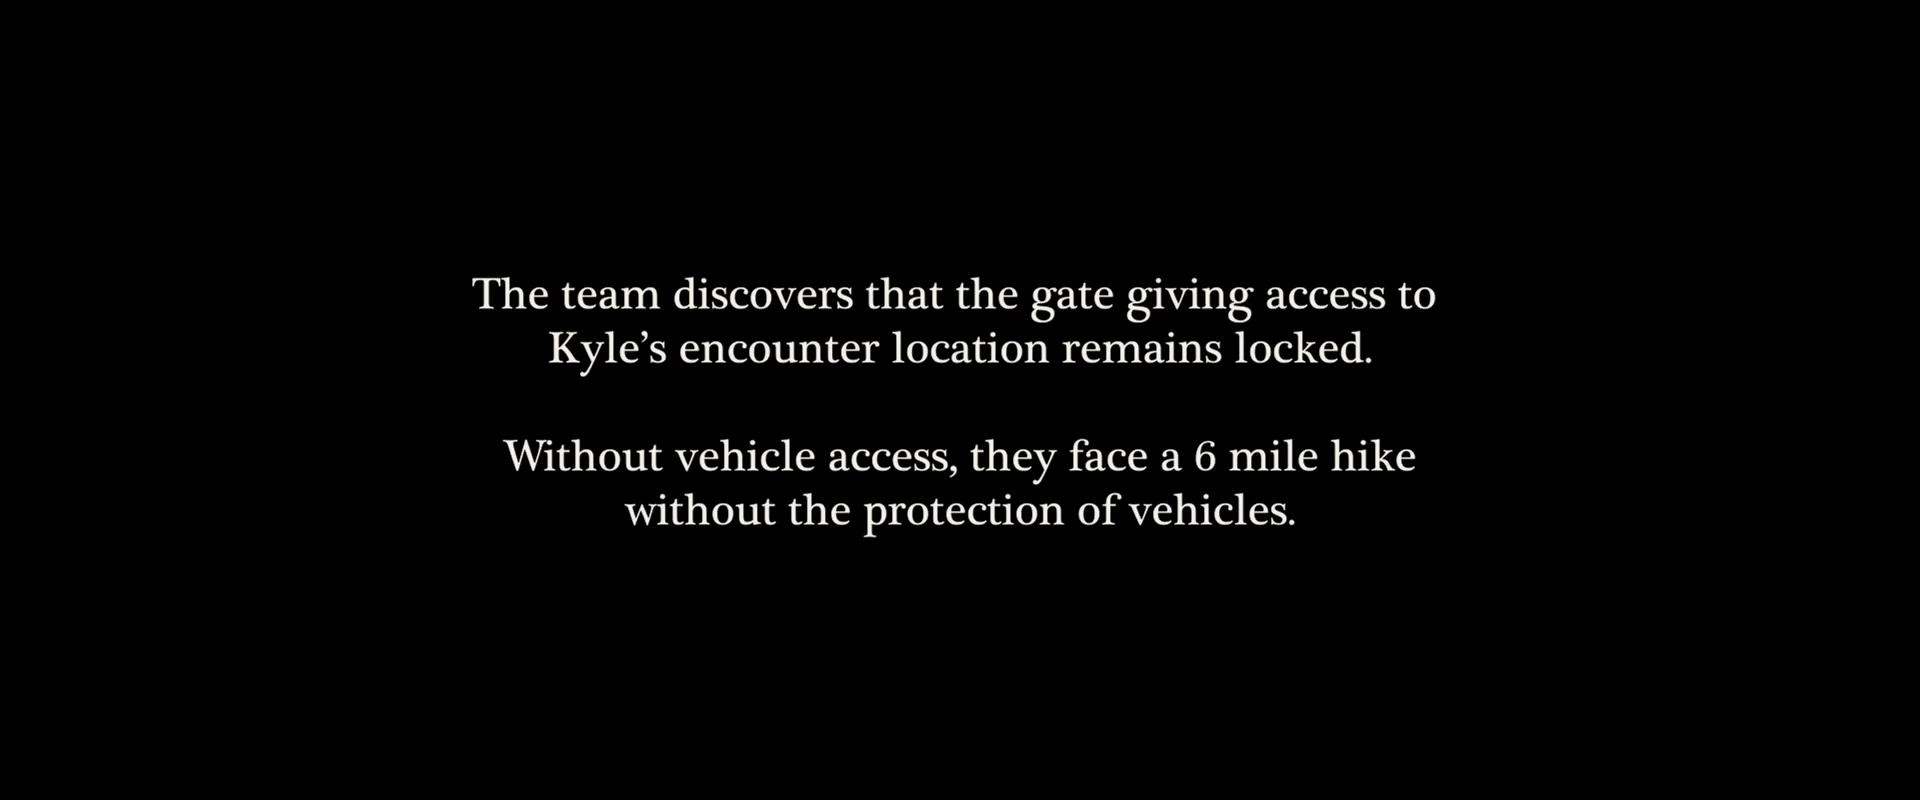 The team discovers that the gate giving access to
Kyle’s encounter location remains locked.
Without vehicle access, they face a 6 mile hike
without the protection of vehicles.